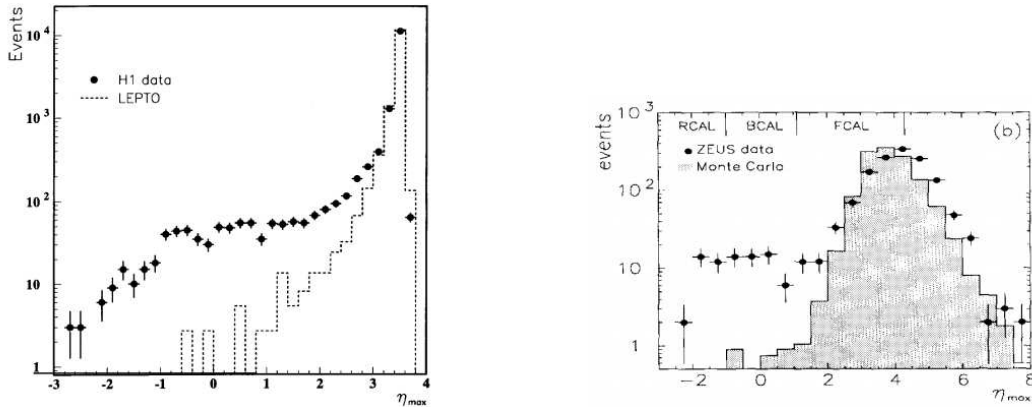 Events
10^4
10^3
10^2
10
1
H1 data
LEPTO
-3 -2 -1 0 1 2 3 4
η_max
events
10^3
10^2
10
1
RCAL BCAL FCAL (b)
ZEUS data
Monte Carlo
-2 0 2 4 6 8
η_max